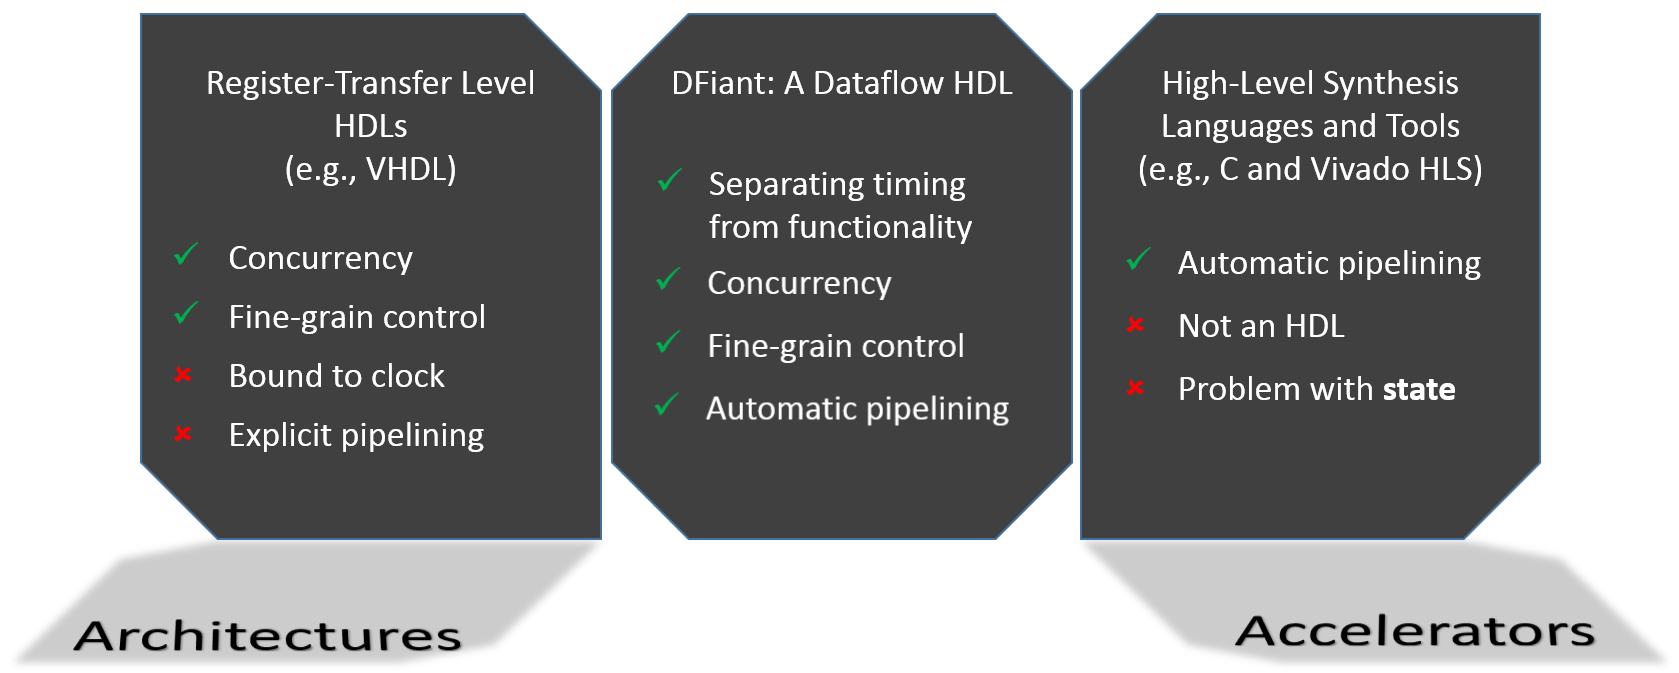 Register-Transfer Level
HDLs
(e.g., VHDL)
Concurrency
Fine-grain control
Bound to clock
Explicit pipelining
DFiant: A Dataflow HDL
Separating timing
from functionality
Concurrency
Fine-grain control
Automatic pipelining
High-Level Synthesis
Languages and Tools
(e.g., C and Vivado HLS)
Automatic pipelining
Not an HDL
Problem with state
Architectures
Accelerators